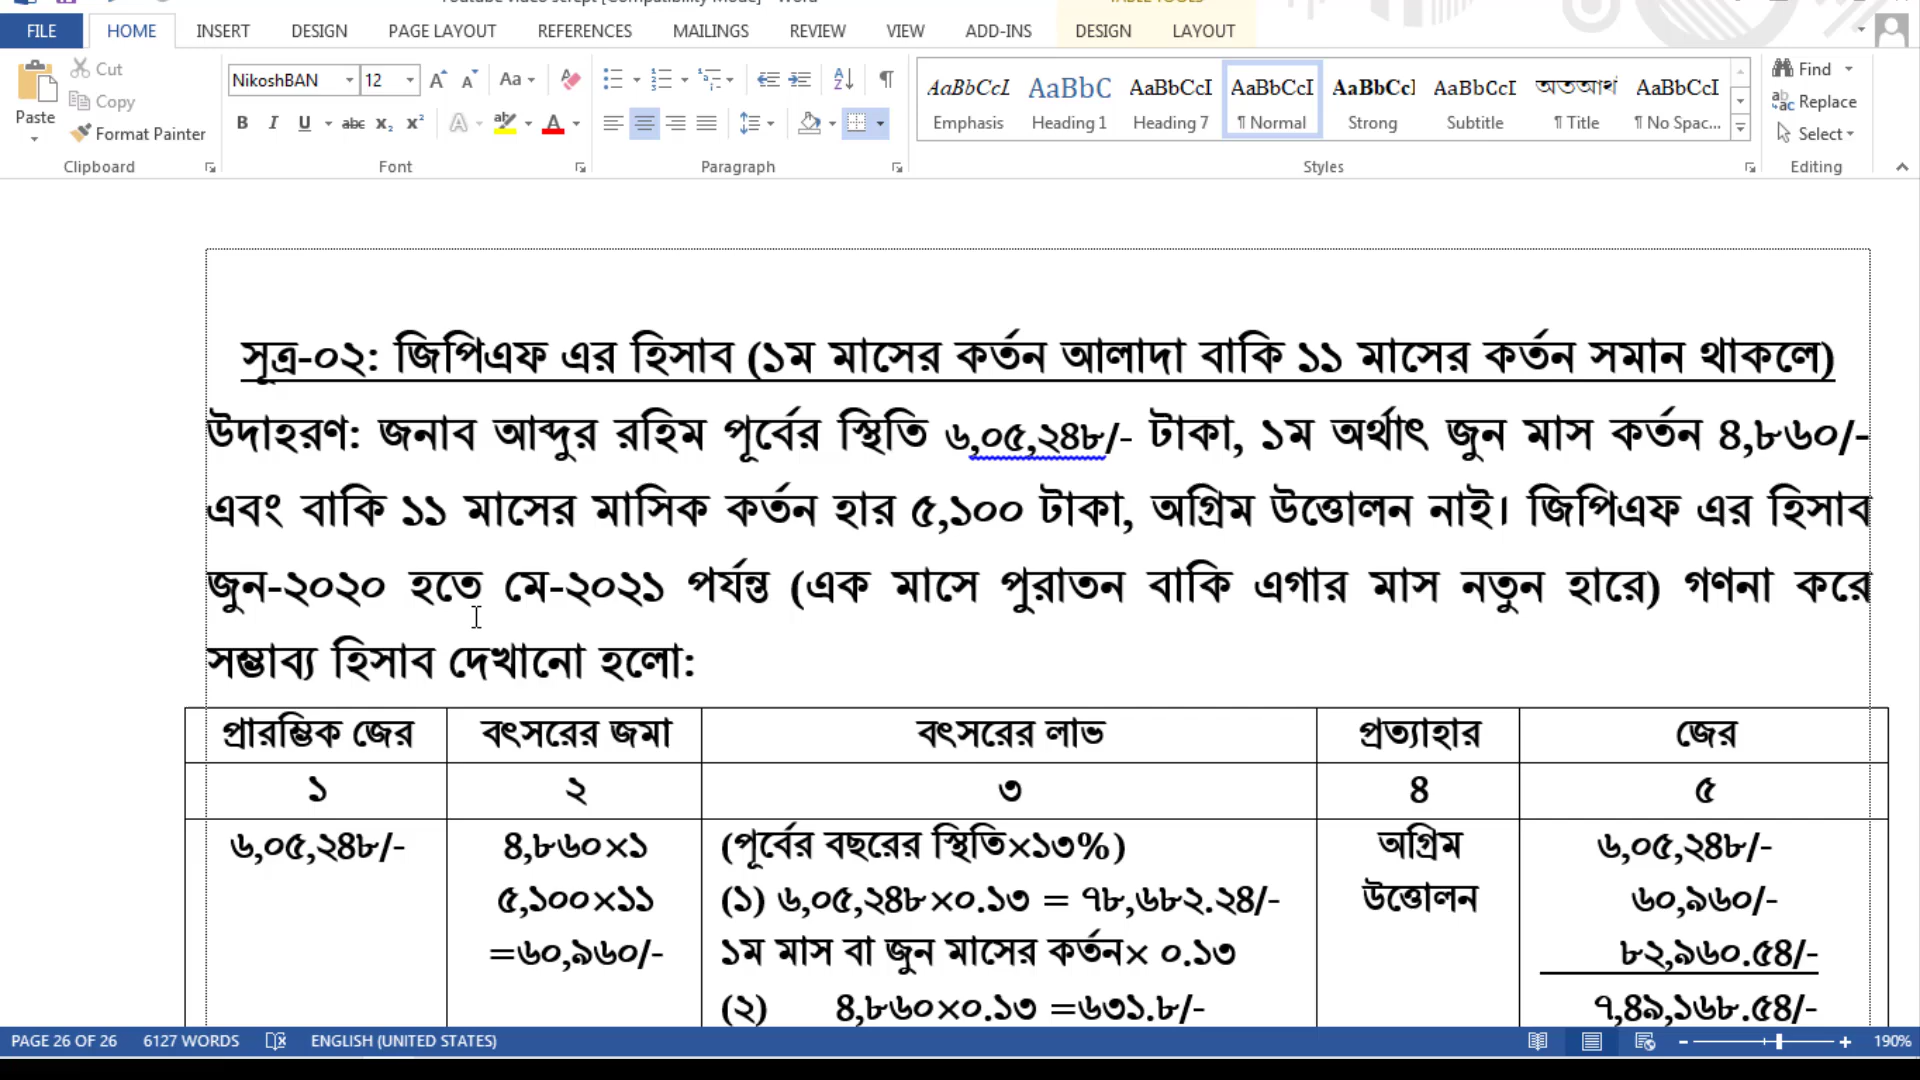 FILE HOME INSERT DESIGN PAGE LAYOUT REFERENCES MAILINGS REVIEW VIEW ADD-INS DESIGN LAYOUT
Cut
Copy
Paste
Format Painter
NikoshBAN 12
AaBbCcI AaBbC AaBbCcI AaBbCcI AaBbCcI AaBbCcI অতআখ AaBbCcI
Emphasis Heading 1 Heading 7 ¶ Normal Strong Subtitle ¶ Title ¶ No Spac...
Find
Replace
Select
Clipboard Font Paragraph Styles Editing
সূত্র-০২: জিপিএফ এর হিসাব (১ম মাসের কর্তন আলাদা বাকি ১১ মাসের কর্তন সমান থাকলে)
উদাহরণ: জনাব আব্দুর রহিম পূর্বের স্থিতি ৬,০৫,২৪৮/- টাকা, ১ম অর্থাৎ জুন মাস কর্তন ৪,৮৬০/-
এবং বাকি ১১ মাসের মাসিক কর্তন হার ৫,১০০ টাকা, অগ্রিম উত্তোলন নাই। জিপিএফ এর হিসাব
জুন-২০২০ হতে মে-২০২১ পর্যন্ত (এক মাসে পুরাতন বাকি এগার মাস নতুন হারে) গণনা করে
সম্ভাব্য হিসাব দেখানো হলো:
প্রারম্ভিক জের বৎসরের জমা বৎসরের লাভ প্রত্যাহার জের
১ ২ ৩ ৪ ৫
৬,০৫,২৪৮/- ৪,৮৬০×১ (পূর্বের বছরের স্থিতি×১৩%) অগ্রিম ৬,০৫,২৪৮/-
৫,১০০×১১ (১) ৬,০৫,২৪৮×০.১৩ = ৭৮,৬৮২.২৪/- উত্তোলন ৬০,৯৬০/-
=৬০,৯৬০/- ১ম মাস বা জুন মাসের কর্তন× ০.১৩ ৮২,৯৬০.৫৪/-
(২) ৪,৮৬০×০.১৩ =৬৩১.৮/- ৭,৪৯,১৬৮.৫৪/-
PAGE 26 OF 26 6127 WORDS ENGLISH (UNITED STATES) 190%